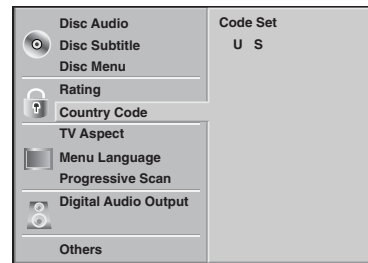 Disc Audio
Disc Subtitle
Disc Menu
Rating
Country Code
TV Aspect
Menu Language
Progressive Scan
Digital Audio Output
Others
Code Set
U S